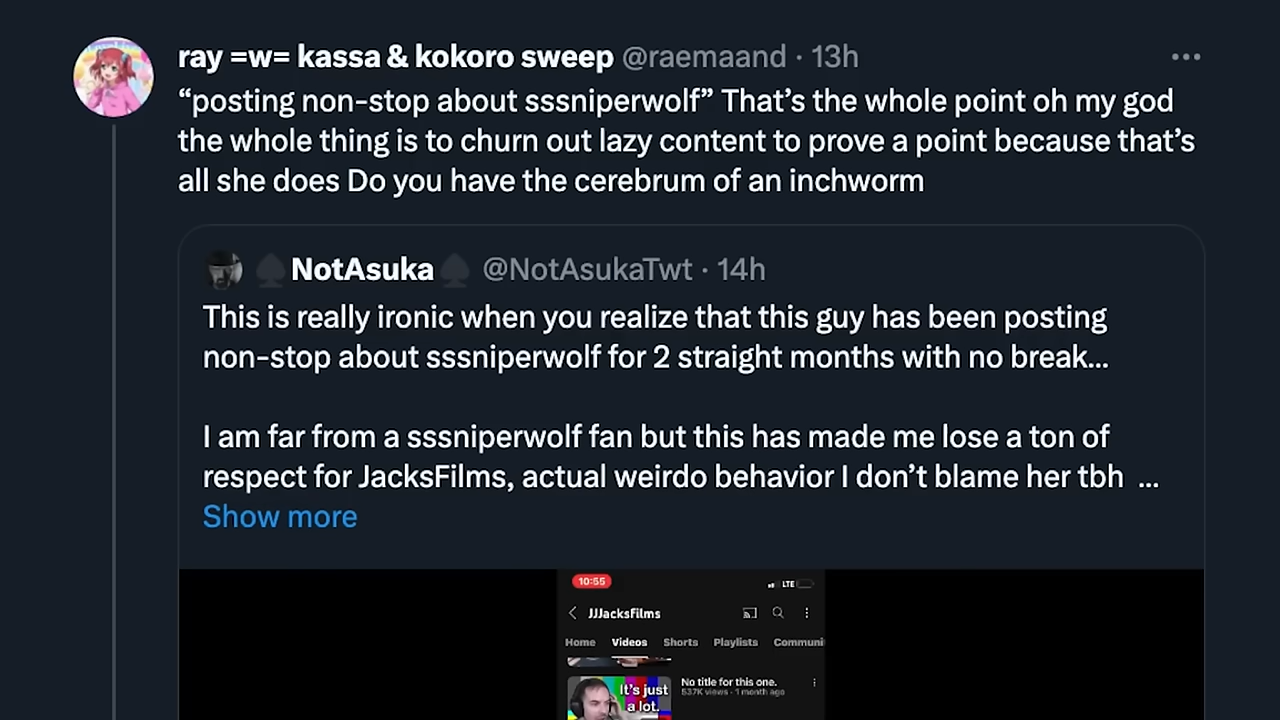 ray =w= kassa & kokoro sweep @raemaand · 13h
“posting non-stop about sssniperwolf” That’s the whole point oh my god
the whole thing is to churn out lazy content to prove a point because that’s
all she does Do you have the cerebrum of an inchworm
♠NotAsuka♠ @NotAsukaTwt · 14h
This is really ironic when you realize that this guy has been posting
non-stop about sssniperwolf for 2 straight months with no break...
I am far from a sssniperwolf fan but this has made me lose a ton of
respect for JacksFilms, actual weirdo behavior I don’t blame her tbh ...
Show more
10:55 LTE
JJJacksFilms
Home Videos Shorts Playlists Communi
It's just
a lot.
No title for this one.
537K views · 1 month ago